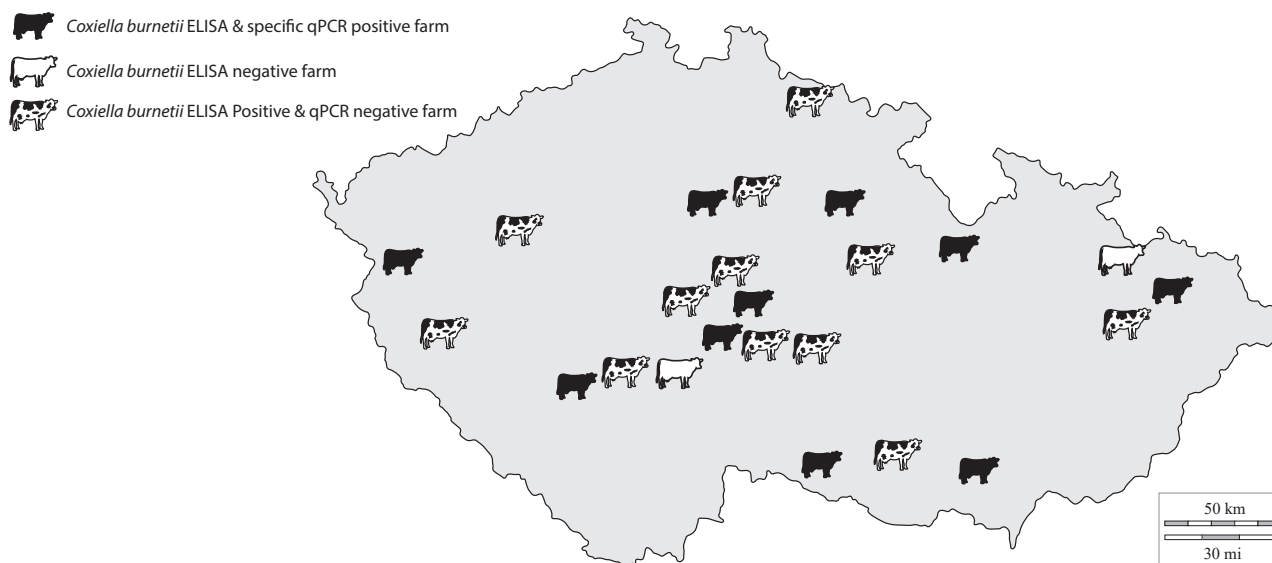 Coxiella burnetii ELISA & specific qPCR positive farm
Coxiella burnetii ELISA negative farm
Coxiella burnetii ELISA Positive & qPCR negative farm
50 km
30 mi